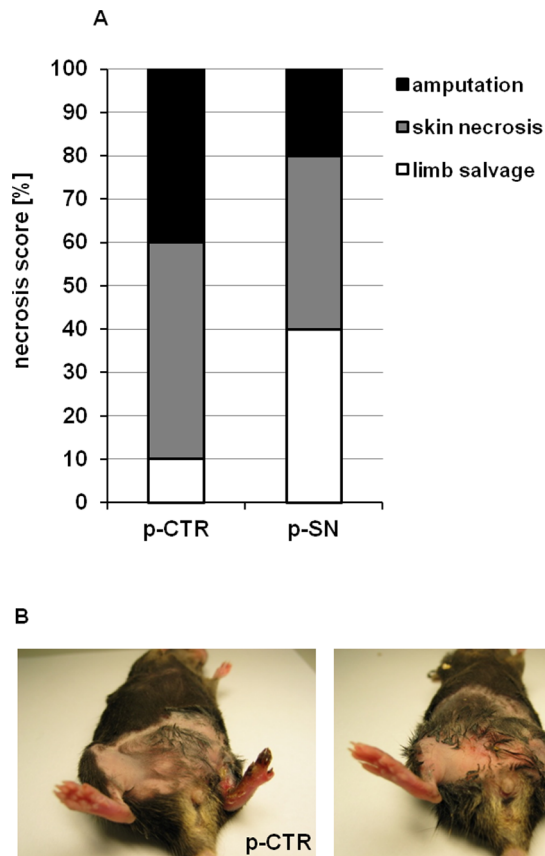 A
necrosis score [%]
100
90
80
70
60
50
40
30
20
10
0
p-CTR
p-SN
amputation
skin necrosis
limb salvage
B
p-CTR